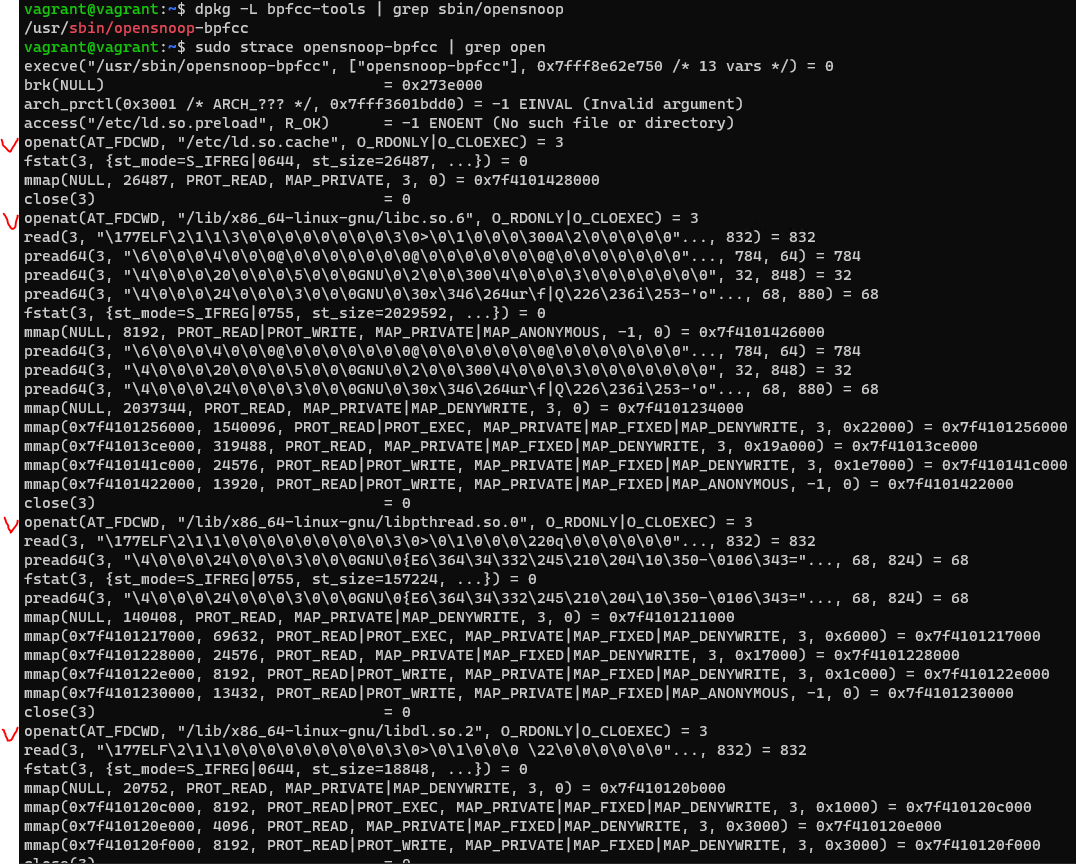 vagrant@vagrant:~$ dpkg -L bpfcc-tools | grep sbin/opensnoop
/usr/sbin/opensnoop-bpfcc
vagrant@vagrant:~$ sudo strace opensnoop-bpfcc | grep open
execve("/usr/sbin/opensnoop-bpfcc", ["opensnoop-bpfcc"], 0x7fff8e62e750 /* 13 vars */) = 0
brk(NULL)                               = 0x273e000
arch_prctl(0x3001 /* ARCH_??? */, 0x7fff3601bdd0) = -1 EINVAL (Invalid argument)
access("/etc/ld.so.preload", R_OK)      = -1 ENOENT (No such file or directory)
openat(AT_FDCWD, "/etc/ld.so.cache", O_RDONLY|O_CLOEXEC) = 3
fstat(3, {st_mode=S_IFREG|0644, st_size=26487, ...}) = 0
mmap(NULL, 26487, PROT_READ, MAP_PRIVATE, 3, 0) = 0x7f4101428000
close(3)                                = 0
openat(AT_FDCWD, "/lib/x86_64-linux-gnu/libc.so.6", O_RDONLY|O_CLOEXEC) = 3
read(3, "\177ELF\2\1\1\3\0\0\0\0\0\0\0\0\3\0>\0\1\0\0\0\300A\2\0\0\0\0\0"..., 832) = 832
pread64(3, "\6\0\0\0\4\0\0\0@\0\0\0\0\0\0\0@\0\0\0\0\0\0\0@\0\0\0\0\0\0\0"..., 784, 64) = 784
pread64(3, "\4\0\0\0\20\0\0\0\5\0\0\0GNU\0\2\0\0\300\4\0\0\0\3\0\0\0\0\0\0\0", 32, 848) = 32
pread64(3, "\4\0\0\0\24\0\0\0\3\0\0\0GNU\0\30x\346\264ur\f|Q\226\236i\253-'o"..., 68, 880) = 68
fstat(3, {st_mode=S_IFREG|0755, st_size=2029592, ...}) = 0
mmap(NULL, 8192, PROT_READ|PROT_WRITE, MAP_PRIVATE|MAP_ANONYMOUS, -1, 0) = 0x7f4101426000
pread64(3, "\6\0\0\0\4\0\0\0@\0\0\0\0\0\0\0@\0\0\0\0\0\0\0@\0\0\0\0\0\0\0"..., 784, 64) = 784
pread64(3, "\4\0\0\0\20\0\0\0\5\0\0\0GNU\0\2\0\0\300\4\0\0\0\3\0\0\0\0\0\0\0", 32, 848) = 32
pread64(3, "\4\0\0\0\24\0\0\0\3\0\0\0GNU\0\30x\346\264ur\f|Q\226\236i\253-'o"..., 68, 880) = 68
mmap(NULL, 2037344, PROT_READ, MAP_PRIVATE|MAP_DENYWRITE, 3, 0) = 0x7f4101234000
mmap(0x7f4101256000, 1540096, PROT_READ|PROT_EXEC, MAP_PRIVATE|MAP_FIXED|MAP_DENYWRITE, 3, 0x22000) = 0x7f4101256000
mmap(0x7f41013ce000, 319488, PROT_READ, MAP_PRIVATE|MAP_FIXED|MAP_DENYWRITE, 3, 0x19a000) = 0x7f41013ce000
mmap(0x7f410141c000, 24576, PROT_READ|PROT_WRITE, MAP_PRIVATE|MAP_FIXED|MAP_DENYWRITE, 3, 0x1e7000) = 0x7f410141c000
mmap(0x7f4101422000, 13920, PROT_READ|PROT_WRITE, MAP_PRIVATE|MAP_FIXED|MAP_ANONYMOUS, -1, 0) = 0x7f4101422000
close(3)                                = 0
openat(AT_FDCWD, "/lib/x86_64-linux-gnu/libpthread.so.0", O_RDONLY|O_CLOEXEC) = 3
read(3, "\177ELF\2\1\1\0\0\0\0\0\0\0\0\0\3\0>\0\1\0\0\0\220q\0\0\0\0\0\0"..., 832) = 832
pread64(3, "\4\0\0\0\24\0\0\0\3\0\0\0GNU\0{E6\364\34\332\245\210\204\10\350-\0106\343="..., 68, 824) = 68
fstat(3, {st_mode=S_IFREG|0755, st_size=157224, ...}) = 0
pread64(3, "\4\0\0\0\24\0\0\0\3\0\0\0GNU\0{E6\364\34\332\245\210\204\10\350-\0106\343="..., 68, 824) = 68
mmap(NULL, 140408, PROT_READ, MAP_PRIVATE|MAP_DENYWRITE, 3, 0) = 0x7f4101211000
mmap(0x7f4101217000, 69632, PROT_READ|PROT_EXEC, MAP_PRIVATE|MAP_FIXED|MAP_DENYWRITE, 3, 0x6000) = 0x7f4101217000
mmap(0x7f4101228000, 24576, PROT_READ, MAP_PRIVATE|MAP_FIXED|MAP_DENYWRITE, 3, 0x17000) = 0x7f4101228000
mmap(0x7f410122e000, 8192, PROT_READ|PROT_WRITE, MAP_PRIVATE|MAP_FIXED|MAP_DENYWRITE, 3, 0x1c000) = 0x7f410122e000
mmap(0x7f4101230000, 13432, PROT_READ|PROT_WRITE, MAP_PRIVATE|MAP_FIXED|MAP_ANONYMOUS, -1, 0) = 0x7f4101230000
close(3)                                = 0
openat(AT_FDCWD, "/lib/x86_64-linux-gnu/libdl.so.2", O_RDONLY|O_CLOEXEC) = 3
read(3, "\177ELF\2\1\1\0\0\0\0\0\0\0\0\0\3\0>\0\1\0\0\0 \22\0\0\0\0\0\0"..., 832) = 832
fstat(3, {st_mode=S_IFREG|0644, st_size=18848, ...}) = 0
mmap(NULL, 20752, PROT_READ, MAP_PRIVATE|MAP_DENYWRITE, 3, 0) = 0x7f410120b000
mmap(0x7f410120c000, 8192, PROT_READ|PROT_EXEC, MAP_PRIVATE|MAP_FIXED|MAP_DENYWRITE, 3, 0x1000) = 0x7f410120c000
mmap(0x7f410120e000, 4096, PROT_READ, MAP_PRIVATE|MAP_FIXED|MAP_DENYWRITE, 3, 0x3000) = 0x7f410120e000
mmap(0x7f410120f000, 8192, PROT_READ|PROT_WRITE, MAP_PRIVATE|MAP_FIXED|MAP_DENYWRITE, 3, 0x3000) = 0x7f410120f000
close(3)                                = 0